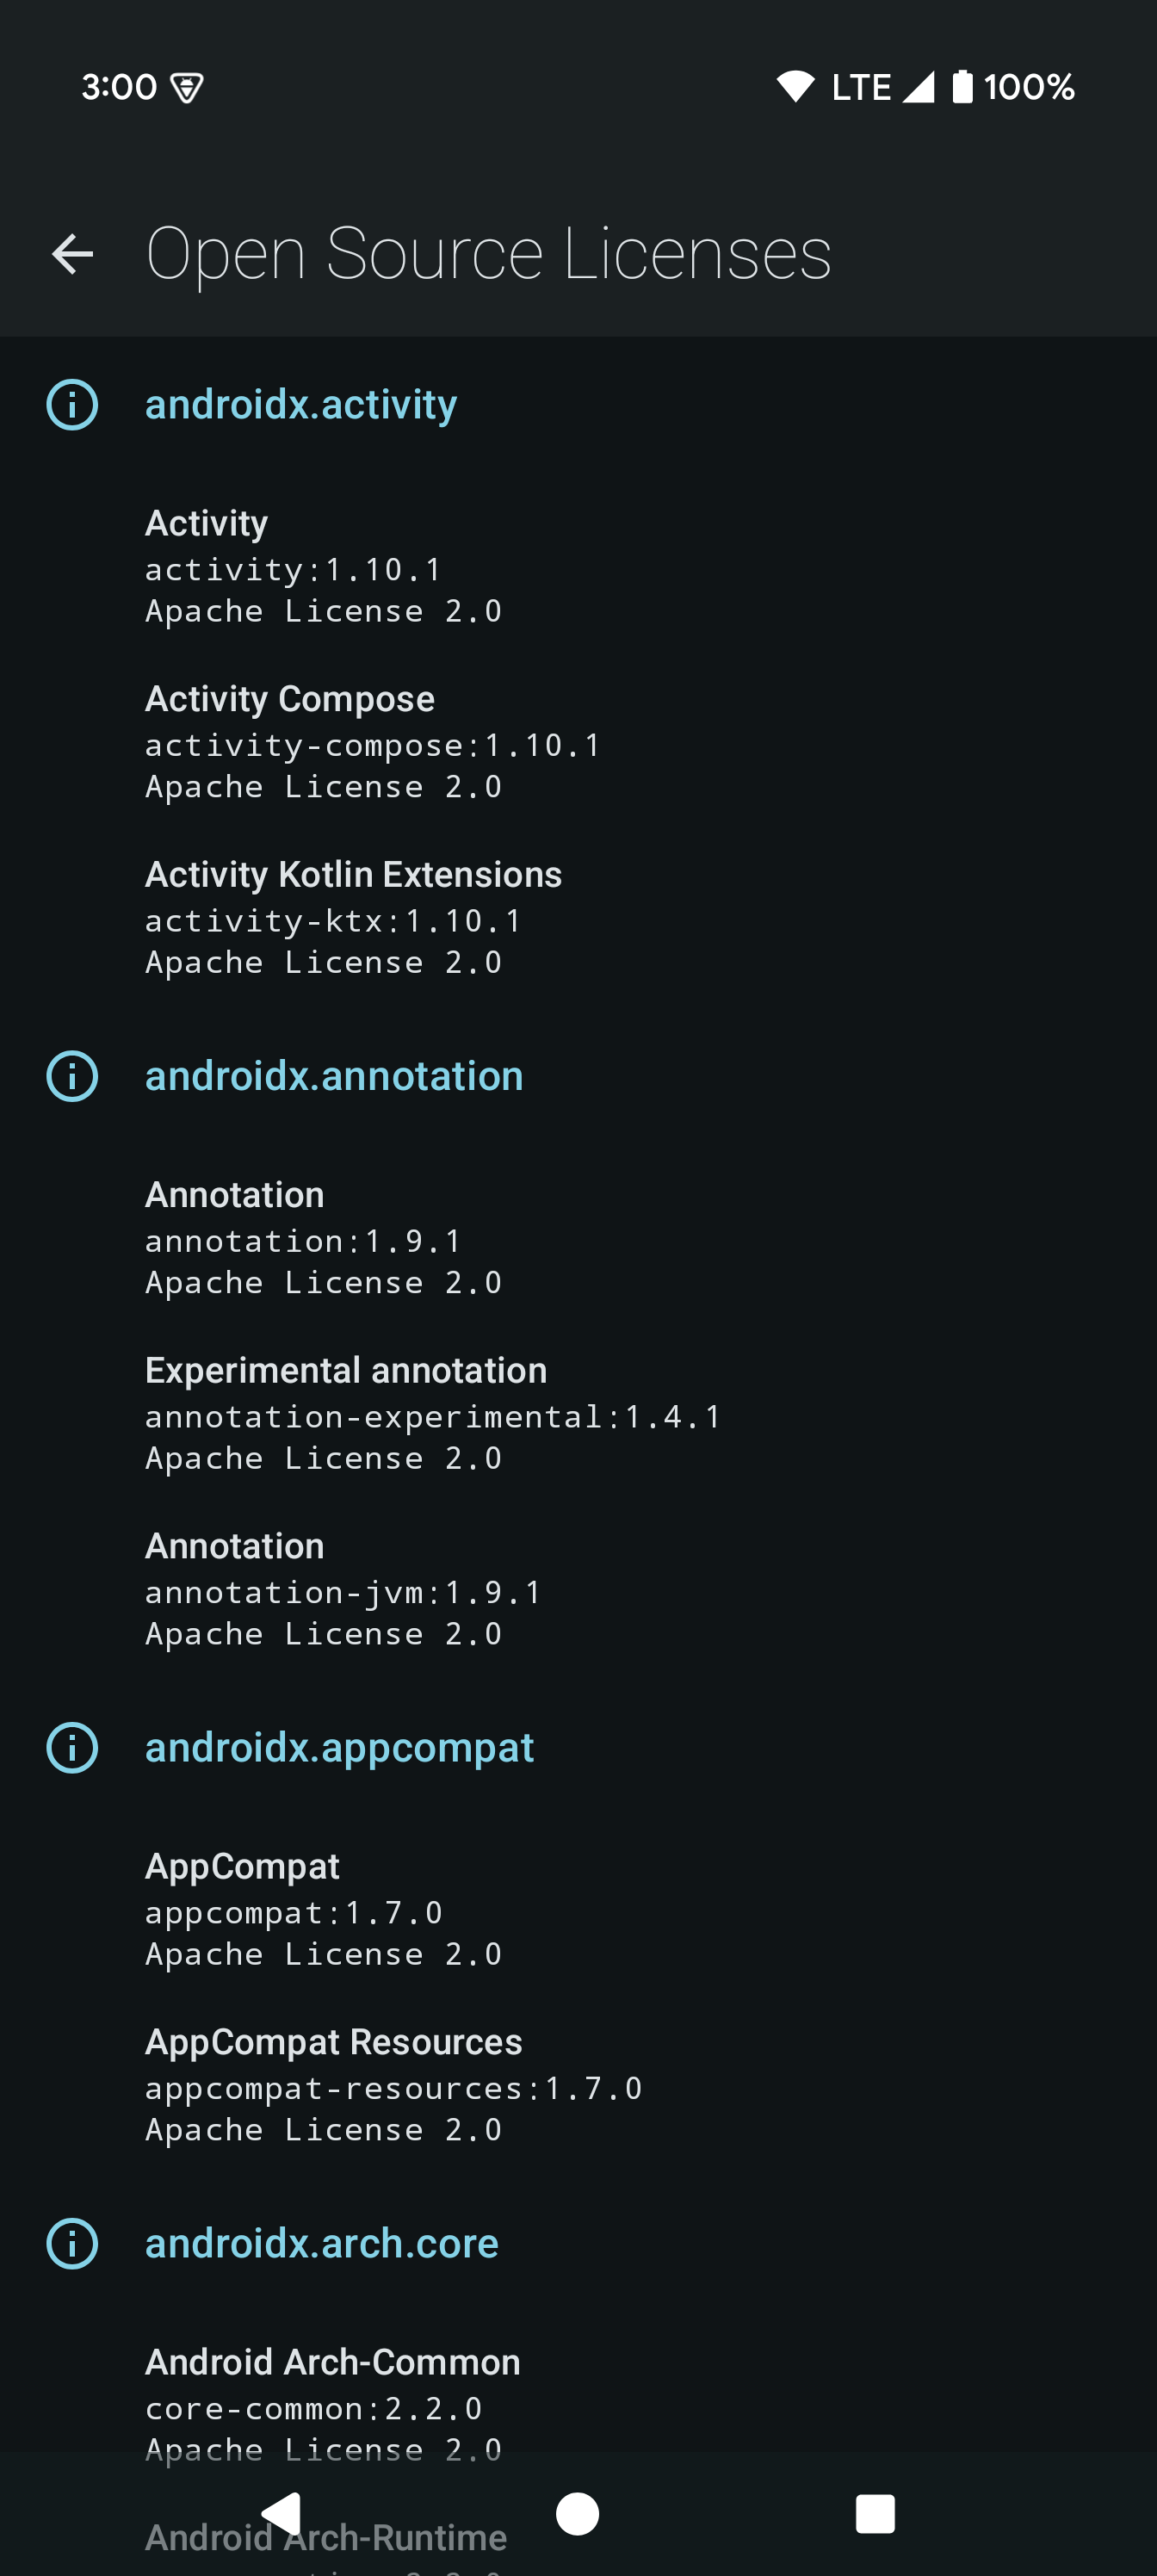 3:00
LTE 100%
Open Source Licenses
androidx.activity
Activity
activity:1.10.1
Apache License 2.0
Activity Compose
activity-compose:1.10.1
Apache License 2.0
Activity Kotlin Extensions
activity-ktx:1.10.1
Apache License 2.0
androidx.annotation
Annotation
annotation:1.9.1
Apache License 2.0
Experimental annotation
annotation-experimental:1.4.1
Apache License 2.0
Annotation
annotation-jvm:1.9.1
Apache License 2.0
androidx.appcompat
AppCompat
appcompat:1.7.0
Apache License 2.0
AppCompat Resources
appcompat-resources:1.7.0
Apache License 2.0
androidx.arch.core
Android Arch-Common
core-common:2.2.0
Apache License 2.0
Android Arch-Runtime